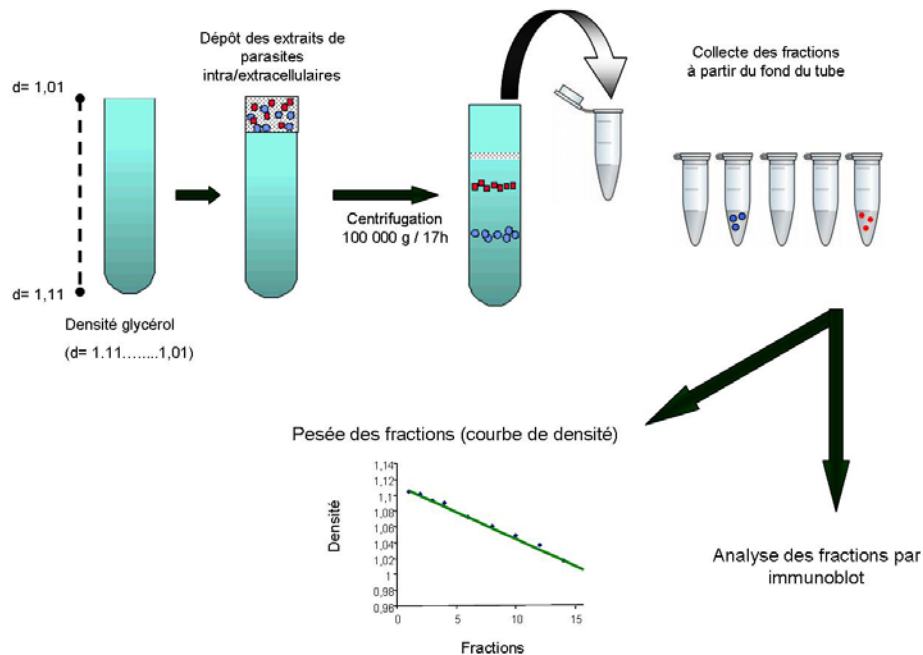 Dépôt des extraits de
parasites
intra/extracellulaires
Collecte des fractions
à partir du fond du tube
d= 1,01
Centrifugation
100 000 g / 17h
d= 1,11
Densité glycérol
(d= 1.11........1,01)
Pesée des fractions (courbe de densité)
Densité
1,14
1,12
1,1
1,08
1,06
1,04
1,02
1
0,98
0,96
0
5
10
15
Fractions
Analyse des fractions par
immunoblot